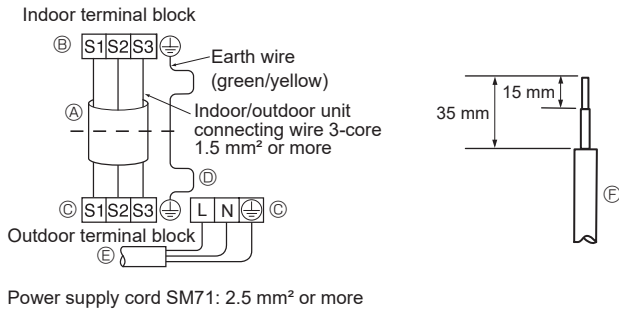 Indoor terminal block
Ⓑ S1 S2 S3
Earth wire
(green/yellow)
Ⓐ
Indoor/outdoor unit
connecting wire 3-core
1.5 mm² or more
Ⓓ
Ⓒ S1 S2 S3 L N Ⓒ
Outdoor terminal block
Ⓔ
Power supply cord SM71: 2.5 mm² or more
15 mm
35 mm
Ⓕ